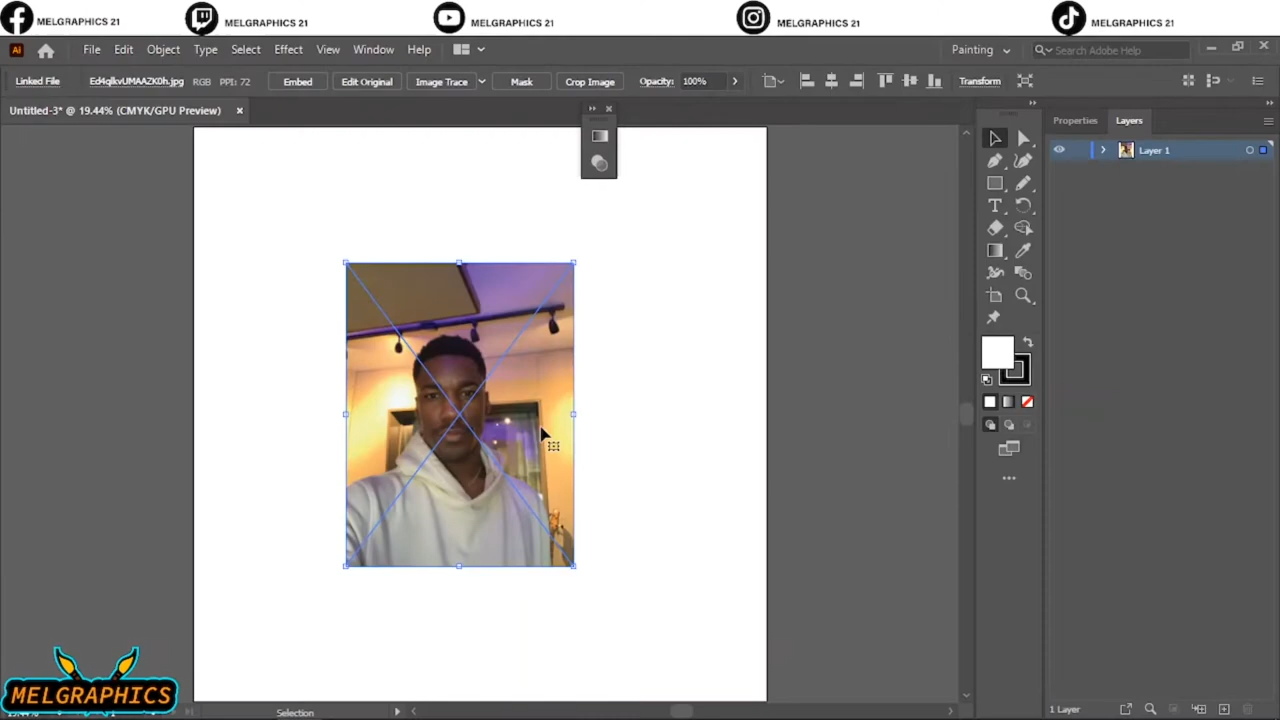 MELGRAPHICS 21
MELGRAPHICS 21
MELGRAPHICS 21
MELGRAPHICS 21
MELGRAPHICS 21
Ai
File
Edit
Object
Type
Select
Effect
View
Window
Help
Painting
Search Adobe Help
Linked File
Ed4qlkvUMAAZK0h.jpg
RGB
PPI: 72
Embed
Edit Original
Image Trace
Mask
Crop Image
Opacity:
100%
Transform
Untitled-3* @ 19.44% (CMYK/GPU Preview)
Properties
Layers
Layer 1
MELGRAPHICS
Selection
1 Layer